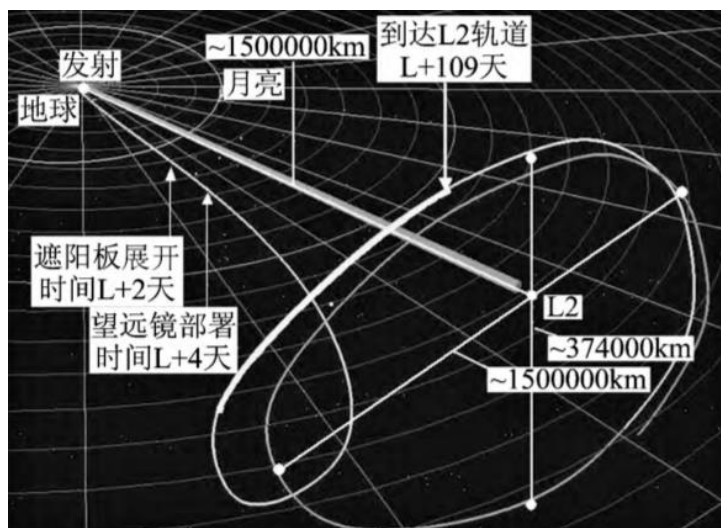 ~1500000km
到达L2轨道
L+109天
发射
月亮
地球
遮阳板展开
时间L+2天
望远镜部署
时间L+4天
L2
~374000km
~1500000km